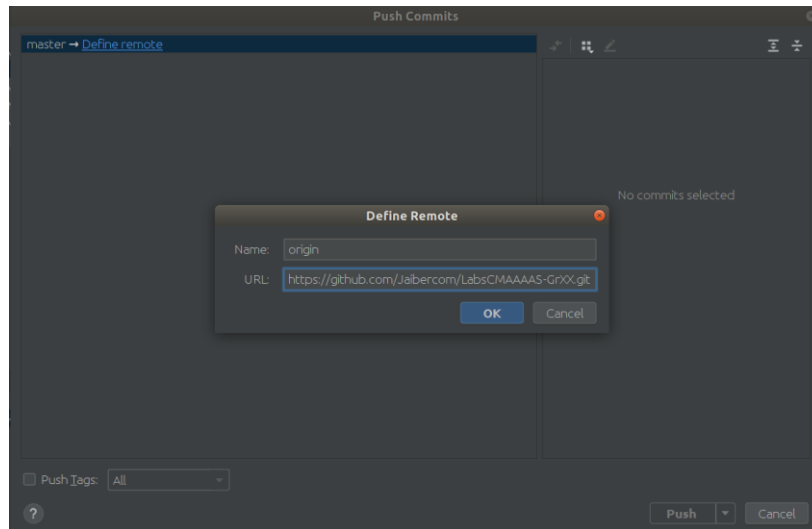 Push Commits
master → Define remote
No commits selected
Define Remote
Name: origin
URL: https://github.com/Jaibercom/LabsCMAAAAS-GrXX.git
OK Cancel
Push Tags: All
? Push Cancel